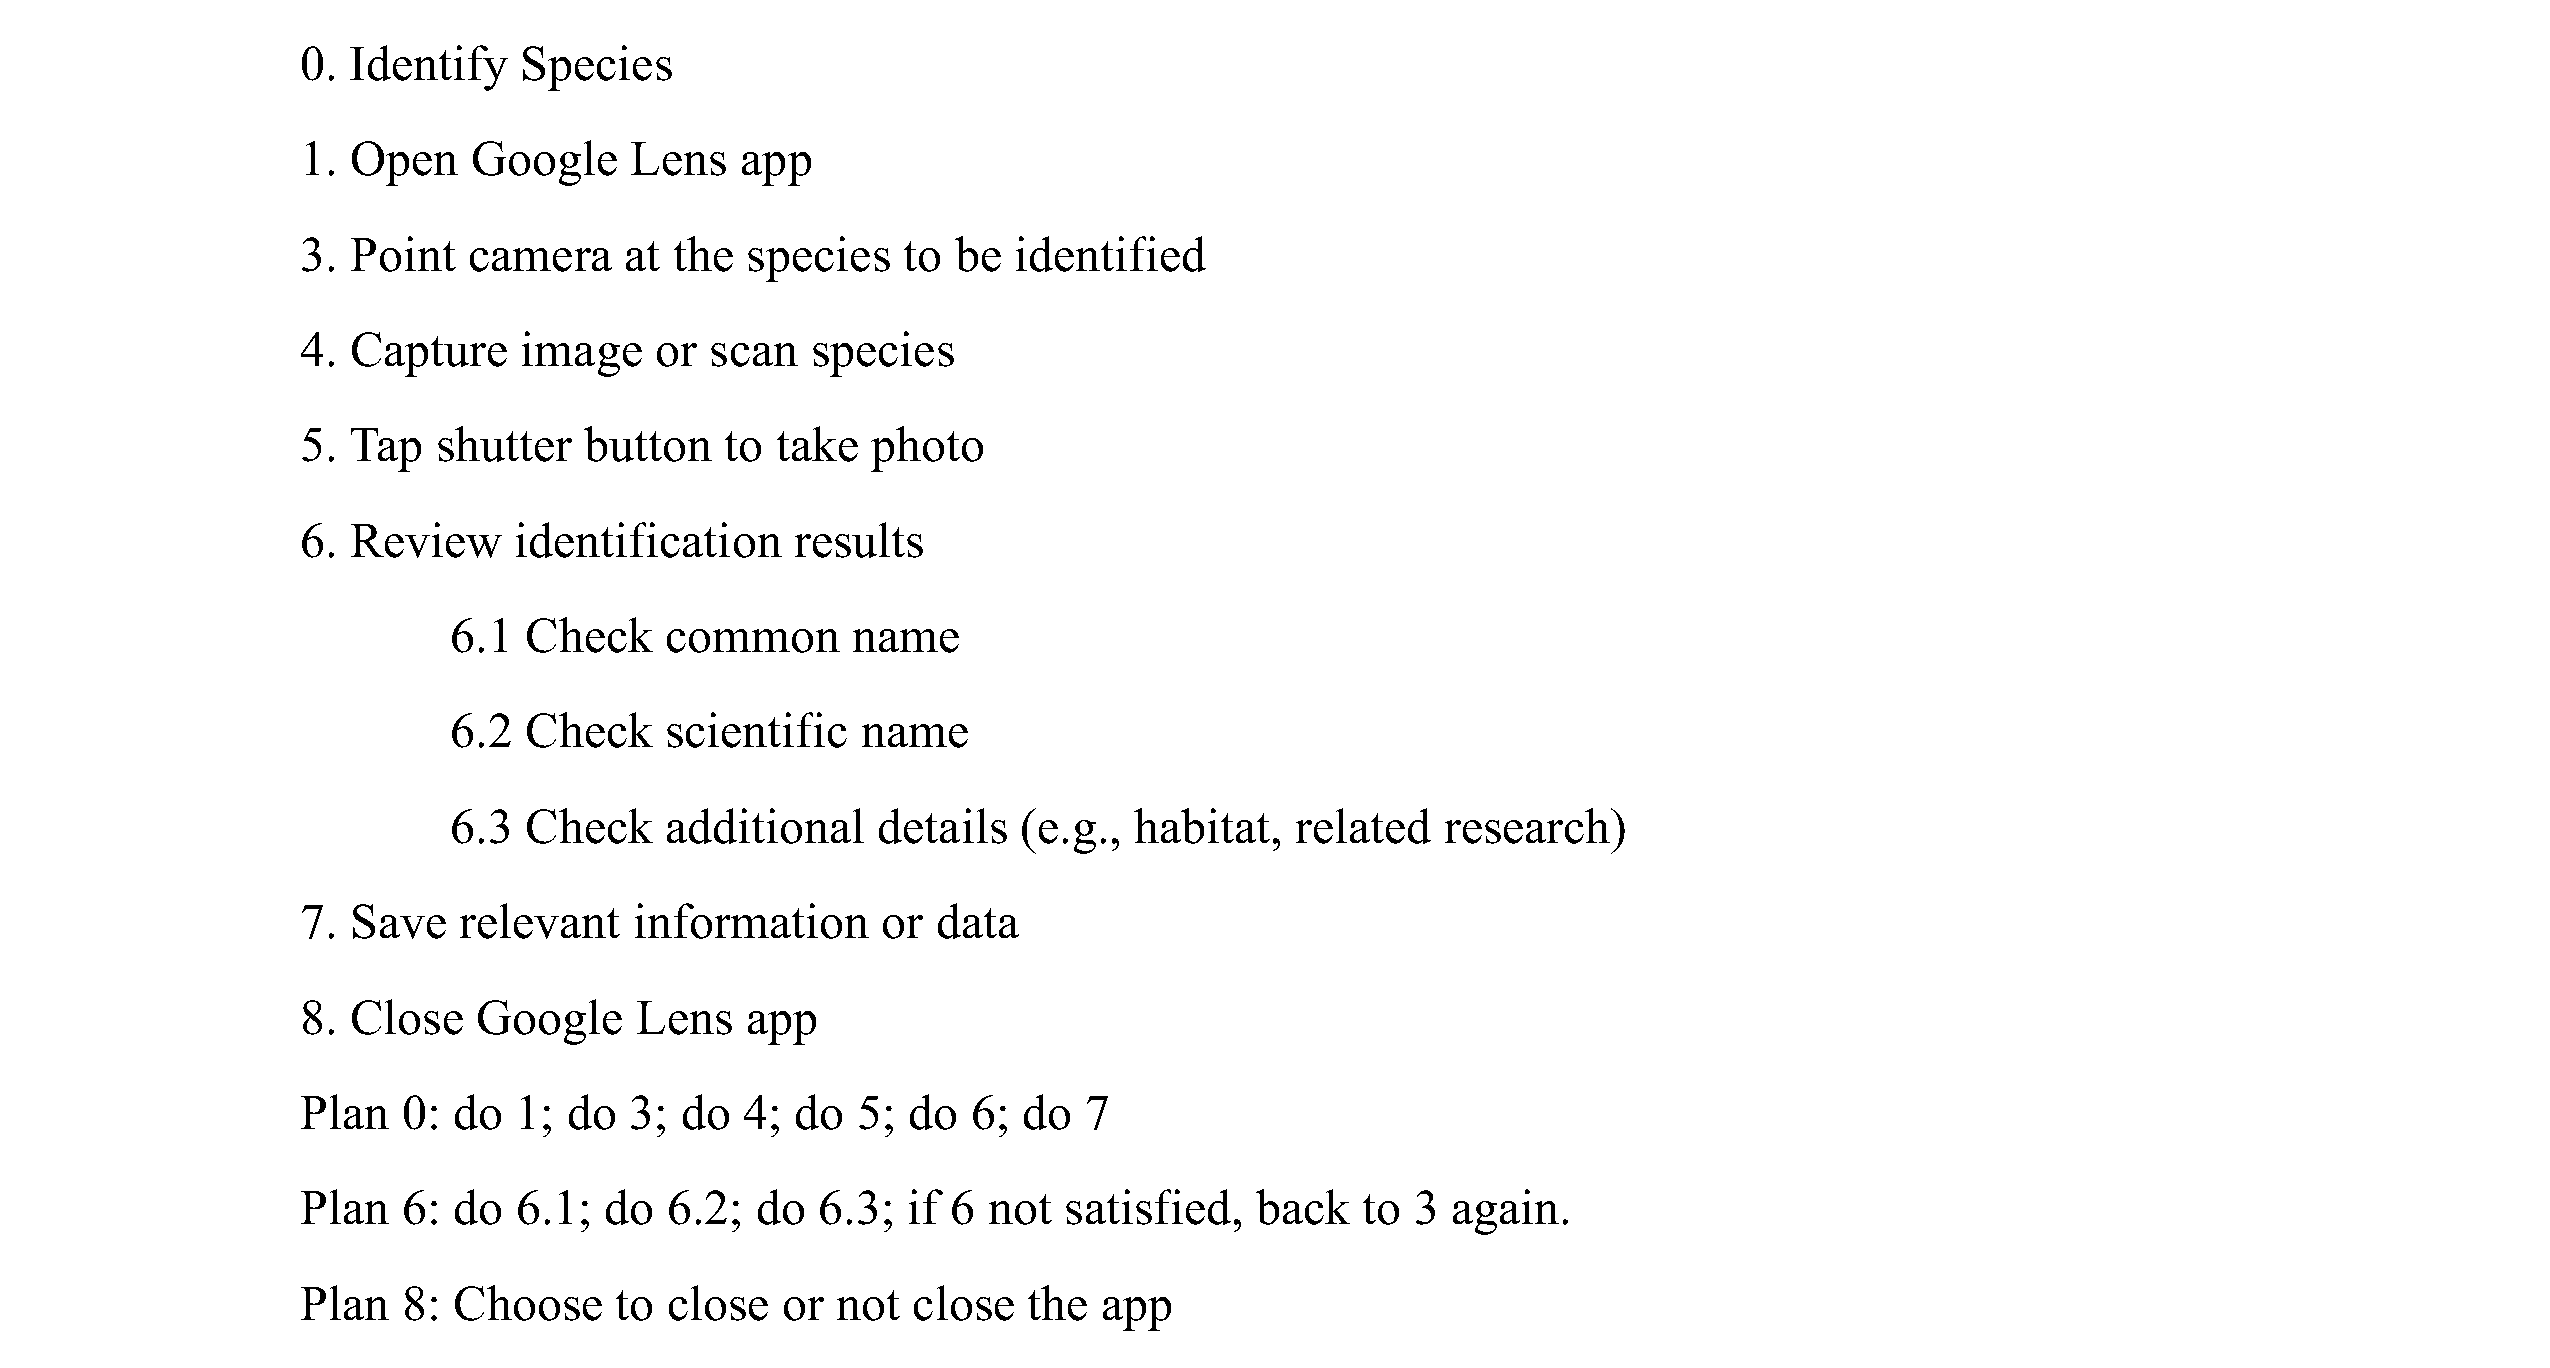 0. Identify Species
1. Open Google Lens app
3. Point camera at the species to be identified
4. Capture image or scan species
5. Tap shutter button to take photo
6. Review identification results
6.1 Check common name
6.2 Check scientific name
6.3 Check additional details (e.g., habitat, related research)
7. Save relevant information or data
8. Close Google Lens app
Plan 0: do 1; do 3; do 4; do 5; do 6; do 7
Plan 6: do 6.1; do 6.2; do 6.3; if 6 not satisfied, back to 3 again.
Plan 8: Choose to close or not close the app